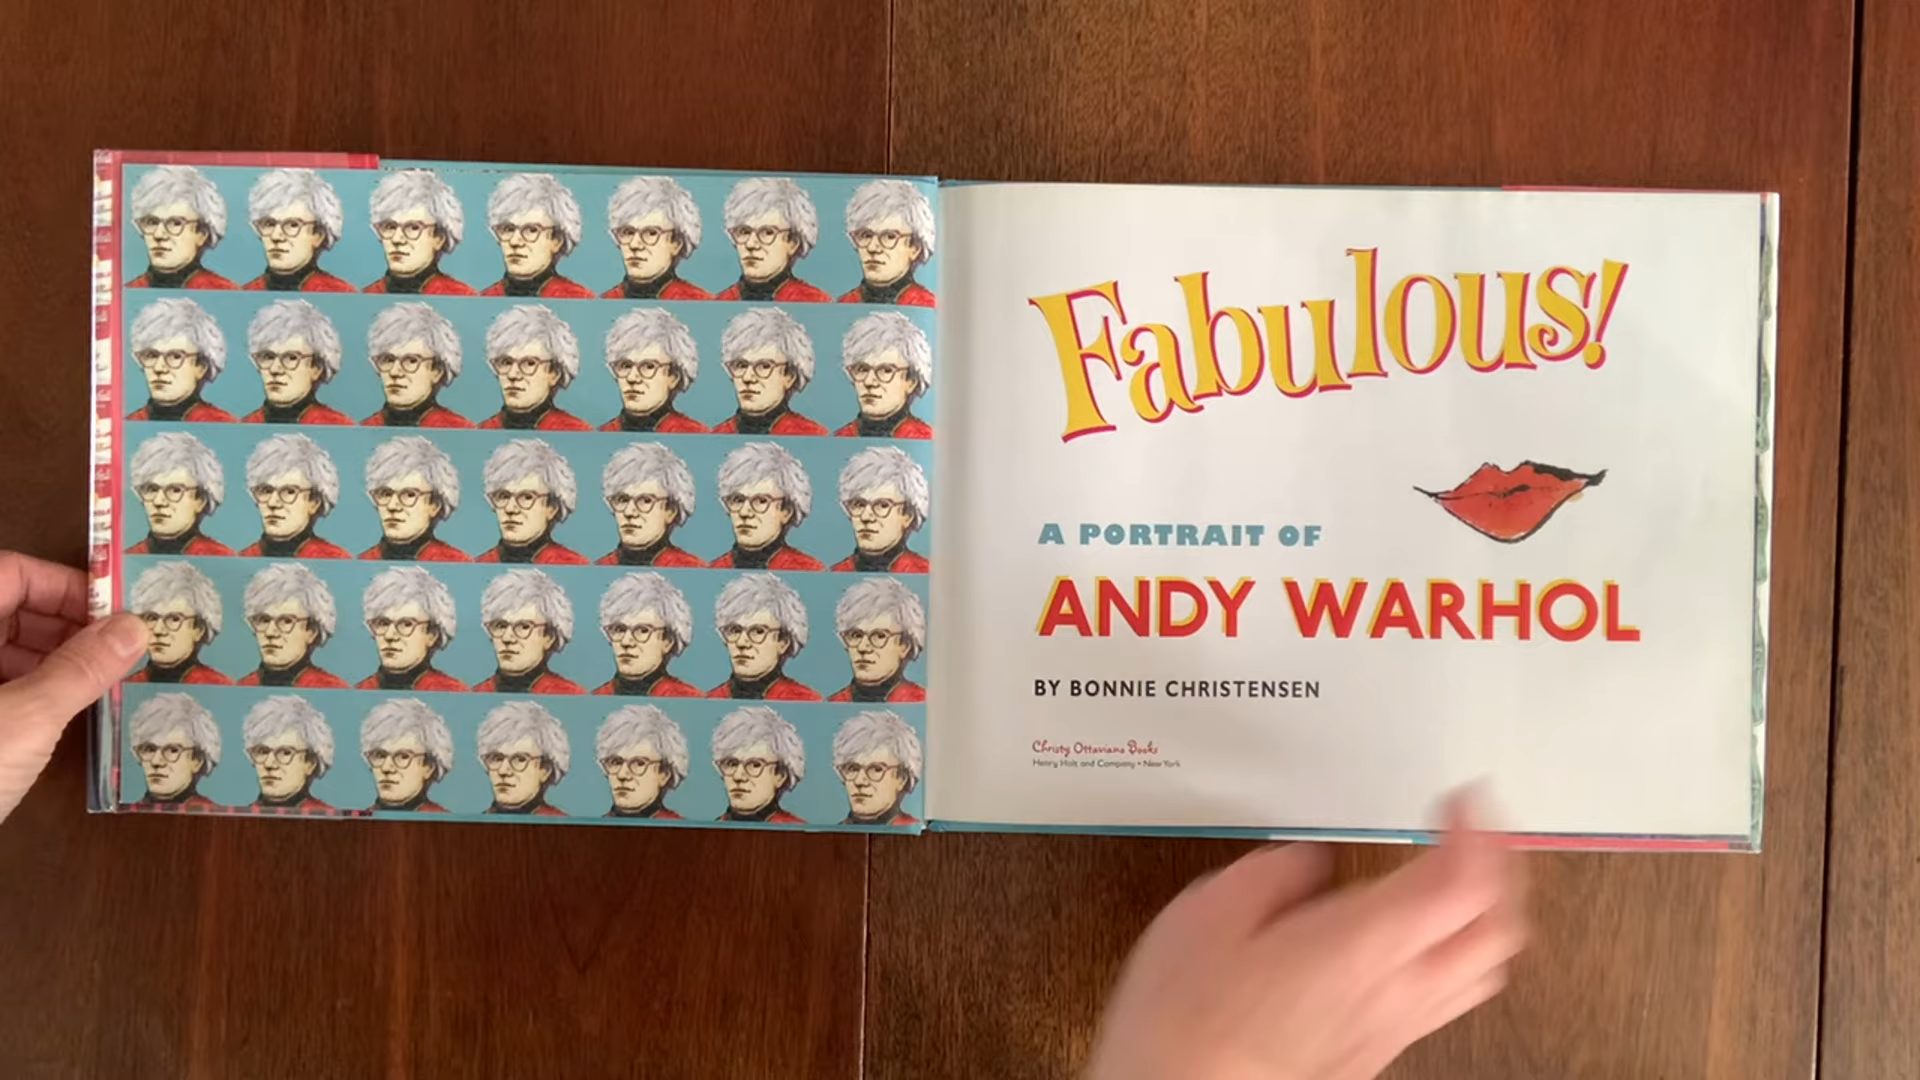 Fabulous!
A PORTRAIT OF
ANDY WARHOL
BY BONNIE CHRISTENSEN
Christy Ottaviano Books
Henry Holt and Company • New York